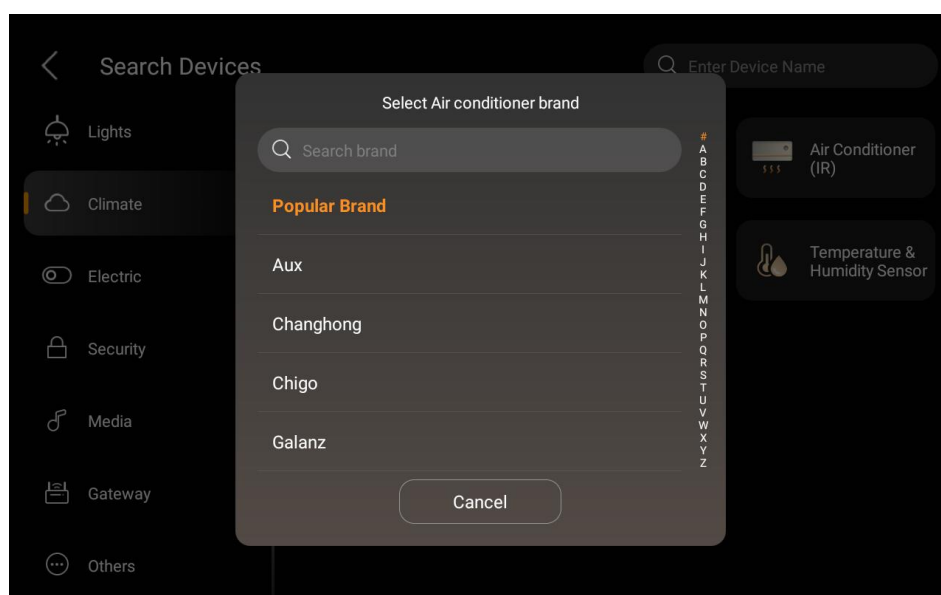 Search Devices
Enter Device Name
Lights
Climate
Electric
Security
Media
Gateway
Others
Select Air conditioner brand
Search brand
Popular Brand
Aux
Changhong
Chigo
Galanz
Cancel
#
A
B
C
D
E
F
G
H
I
J
K
L
M
N
O
P
Q
R
S
T
U
V
W
X
Y
Z
Air Conditioner
(IR)
Temperature &
Humidity Sensor